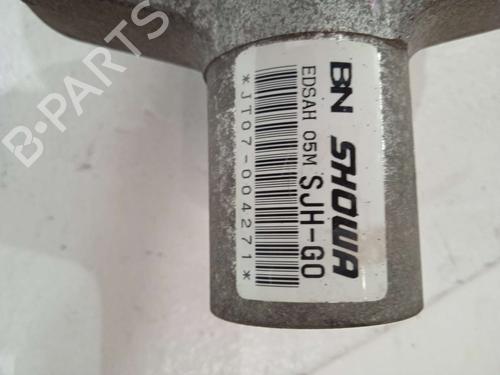 BN SHOWA
EDSAH 05M SJH-G0
*JT07-004271*
B-PARTS